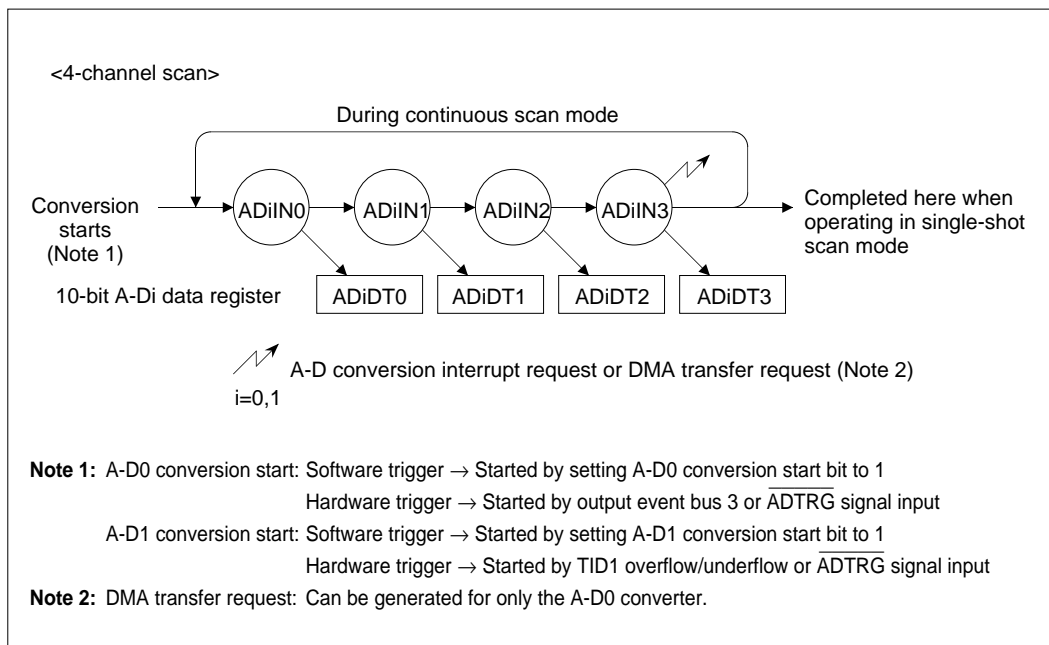 <4-channel scan>
During continuous scan mode
Conversion
starts
(Note 1)
ADiIN0
ADiIN1
ADiIN2
ADiIN3
Completed here when
operating in single-shot
scan mode
10-bit A-Di data register
ADiDT0
ADiDT1
ADiDT2
ADiDT3
A-D conversion interrupt request or DMA transfer request (Note 2)
i=0,1
Note 1: A-D0 conversion start: Software trigger → Started by setting A-D0 conversion start bit to 1
Hardware trigger → Started by output event bus 3 or A̅D̅T̅R̅G̅ signal input
A-D1 conversion start: Software trigger → Started by setting A-D1 conversion start bit to 1
Hardware trigger → Started by TID1 overflow/underflow or A̅D̅T̅R̅G̅ signal input
Note 2: DMA transfer request: Can be generated for only the A-D0 converter.